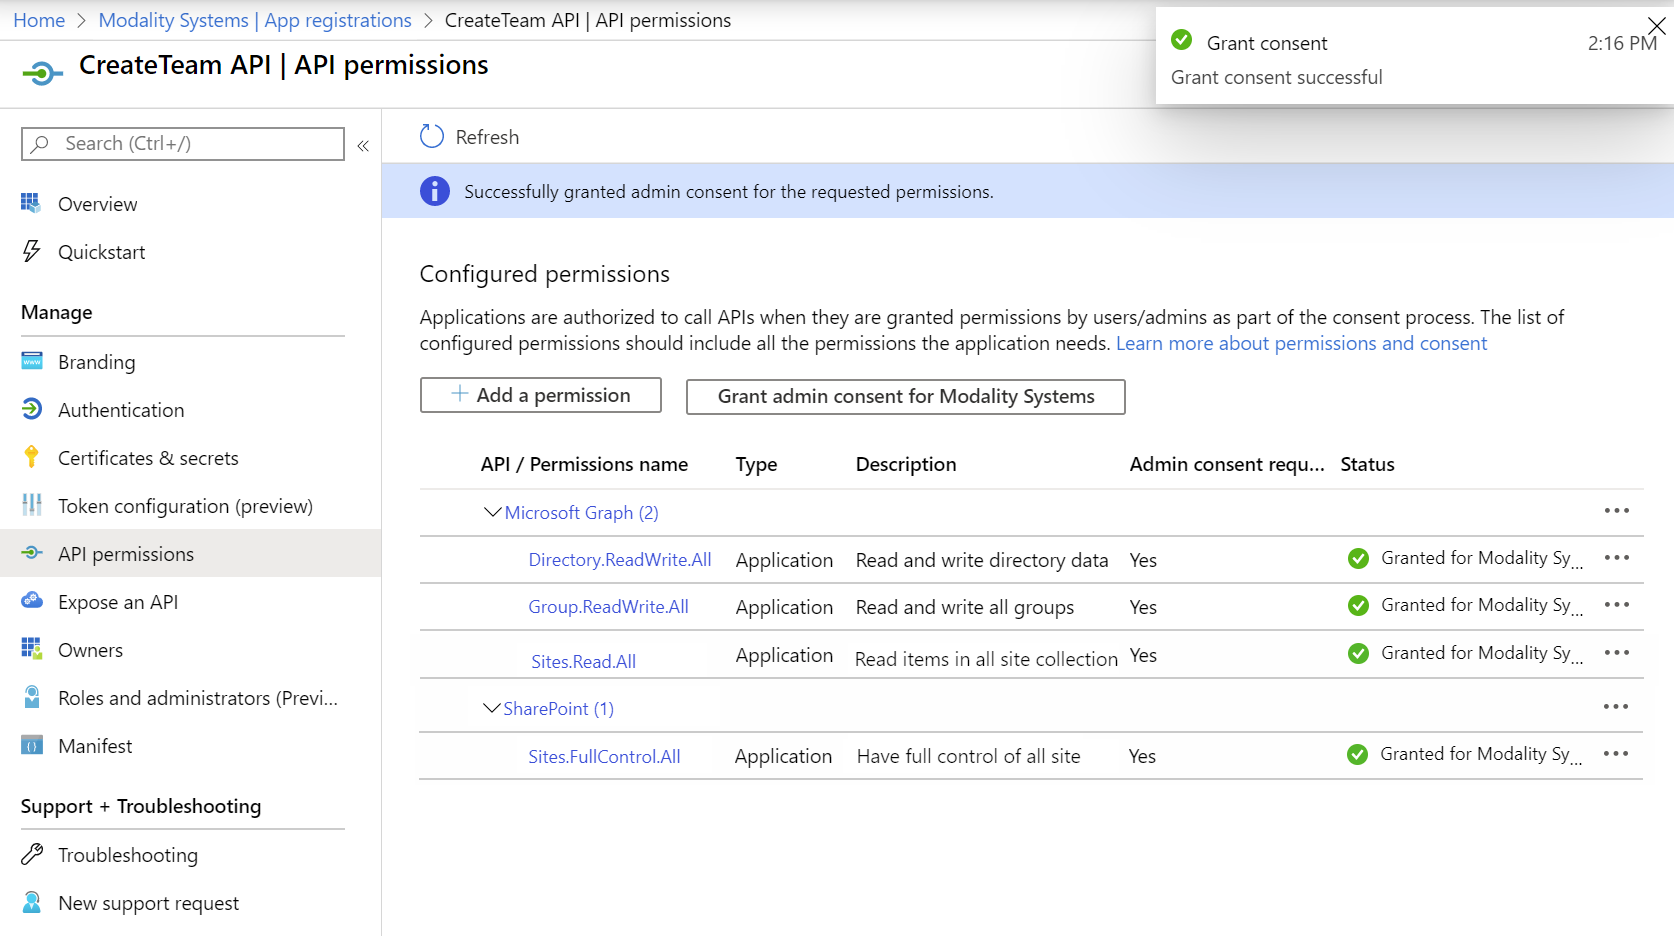 Home > Modality Systems | App registrations > CreateTeam API | API permissions
CreateTeam API | API permissions
Grant consent 2:16 PM
Grant consent successful
Search (Ctrl+/)
«
Overview
Quickstart
Manage
Branding
Authentication
Certificates & secrets
Token configuration (preview)
API permissions
Expose an API
Owners
Roles and administrators (Previ...
Manifest
Support + Troubleshooting
Troubleshooting
New support request
Refresh
Successfully granted admin consent for the requested permissions.
Configured permissions
Applications are authorized to call APIs when they are granted permissions by users/admins as part of the consent process. The list of
configured permissions should include all the permissions the application needs. Learn more about permissions and consent
+ Add a permission Grant admin consent for Modality Systems
API / Permissions name Type Description Admin consent requ... Status
Microsoft Graph (2) ...
Directory.ReadWrite.All Application Read and write directory data Yes Granted for Modality Sy... ...
Group.ReadWrite.All Application Read and write all groups Yes Granted for Modality Sy... ...
Sites.Read.All Application Read items in all site collection Yes Granted for Modality Sy... ...
SharePoint (1) ...
Sites.FullControl.All Application Have full control of all site Yes Granted for Modality Sy... ...